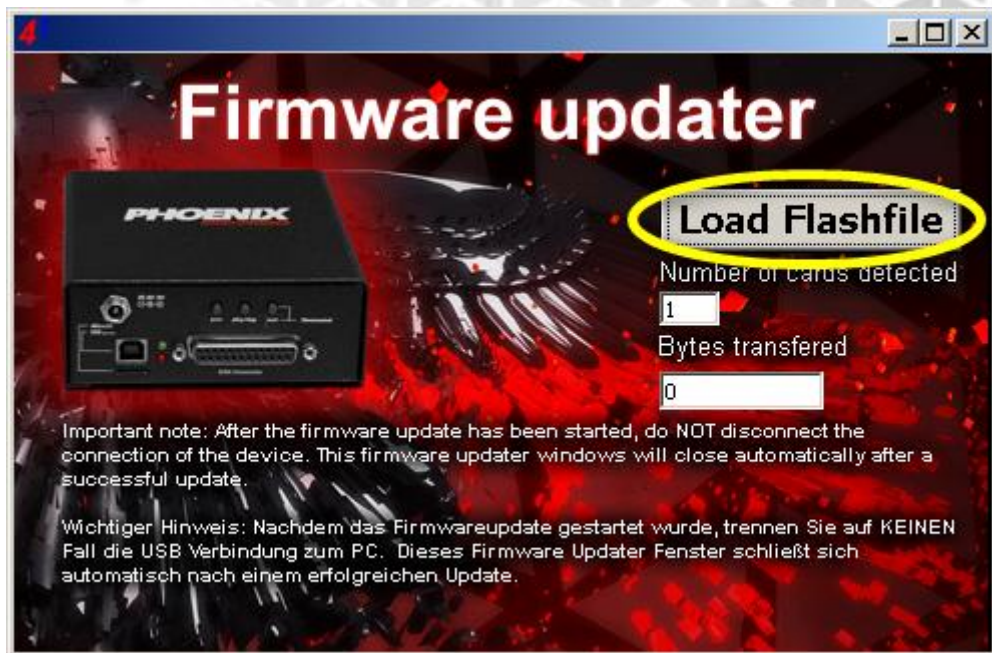 4
Firmware updater
PHOENIX
Load Flashfile
Number of cards detected
1
Bytes transfered
0
Important note: After the firmware update has been started, do NOT disconnect the
connection of the device. This firmware updater windows will close automatically after a
successful update.
Wichtiger Hinweis: Nachdem das Firmwareupdate gestartet wurde, trennen Sie auf KEINEN
Fall die USB Verbindung zum PC. Dieses Firmware Updater Fenster schließt sich
automatisch nach einem erfolgreichen Update.